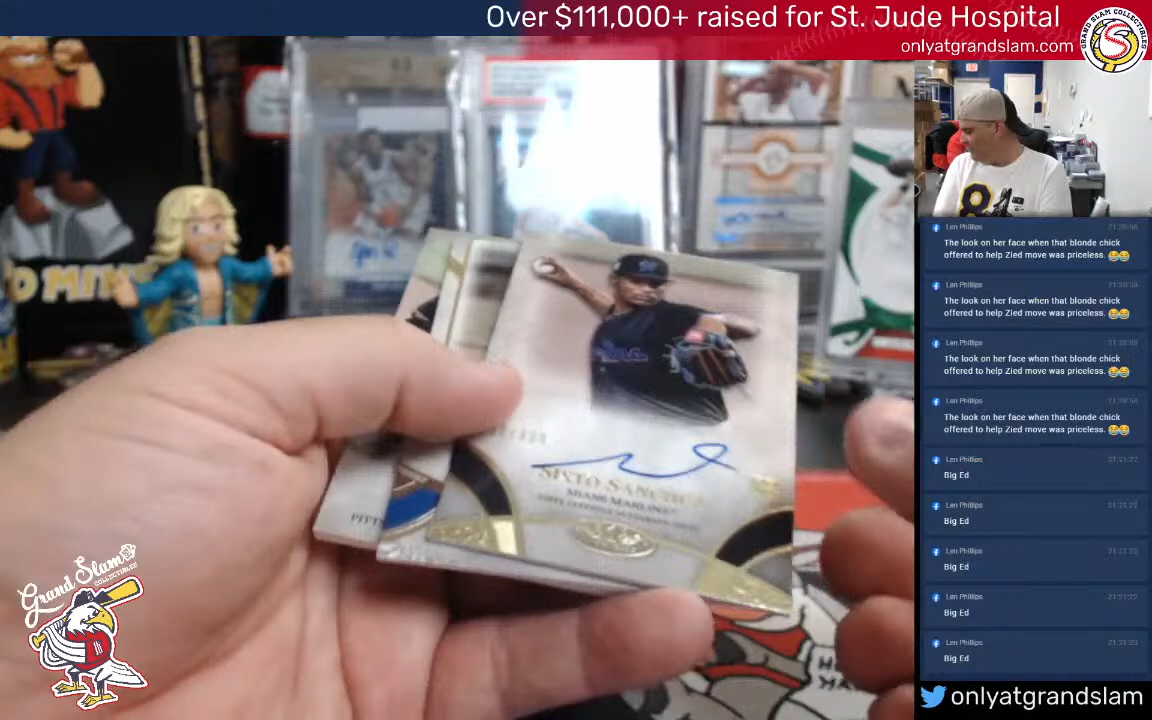 Over $111,000+ raised for St. Jude Hospital
onlyatgrandslam.com
GRAND SLAM COLLECTIBLES
Len Phillips
The look on her face when that blonde chick
offered to help Zied move was priceless. 😂😂
Len Phillips
The look on her face when that blonde chick
offered to help Zied move was priceless. 😂😂
Len Phillips
The look on her face when that blonde chick
offered to help Zied move was priceless. 😂😂
Len Phillips
The look on her face when that blonde chick
offered to help Zied move was priceless. 😂😂
Len Phillips
Big Ed
Len Phillips
Big Ed
Len Phillips
Big Ed
Len Phillips
Big Ed
Len Phillips
Big Ed
onlyatgrandslam
SIXTO SANCHEZ
MIAMI MARLINS
PITTS
Grand Slam
COLLECTIBLES